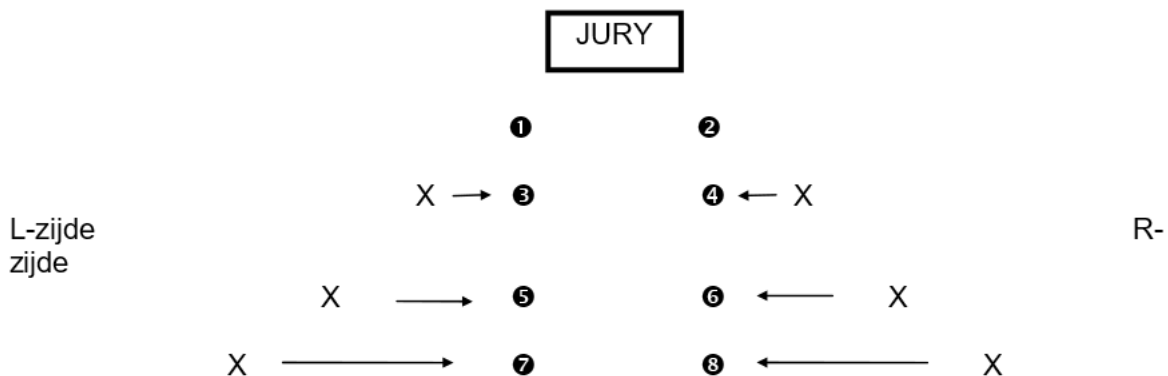 JURY
❶ ❷
X ❸ ❹ X
L-zijde R-
zijde
X ❺ ❻ X
X ❼ ❽ X